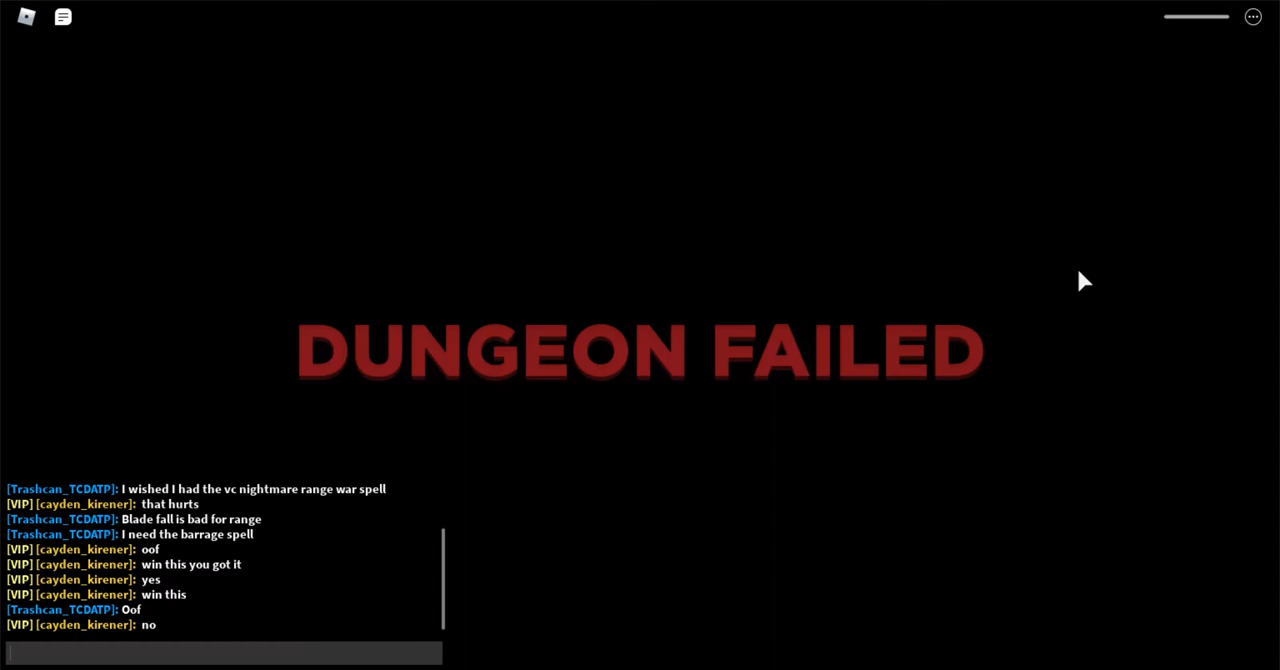 DUNGEON FAILED
[Trashcan_TCDATP]: I wished I had the vc nightmare range war spell
[VIP] [cayden_kirener]: that hurts
[Trashcan_TCDATP]: Blade fall is bad for range
[Trashcan_TCDATP]: I need the barrage spell
[VIP] [cayden_kirener]: oof
[VIP] [cayden_kirener]: win this you got it
[VIP] [cayden_kirener]: yes
[VIP] [cayden_kirener]: win this
[Trashcan_TCDATP]: Oof
[VIP] [cayden_kirener]: no